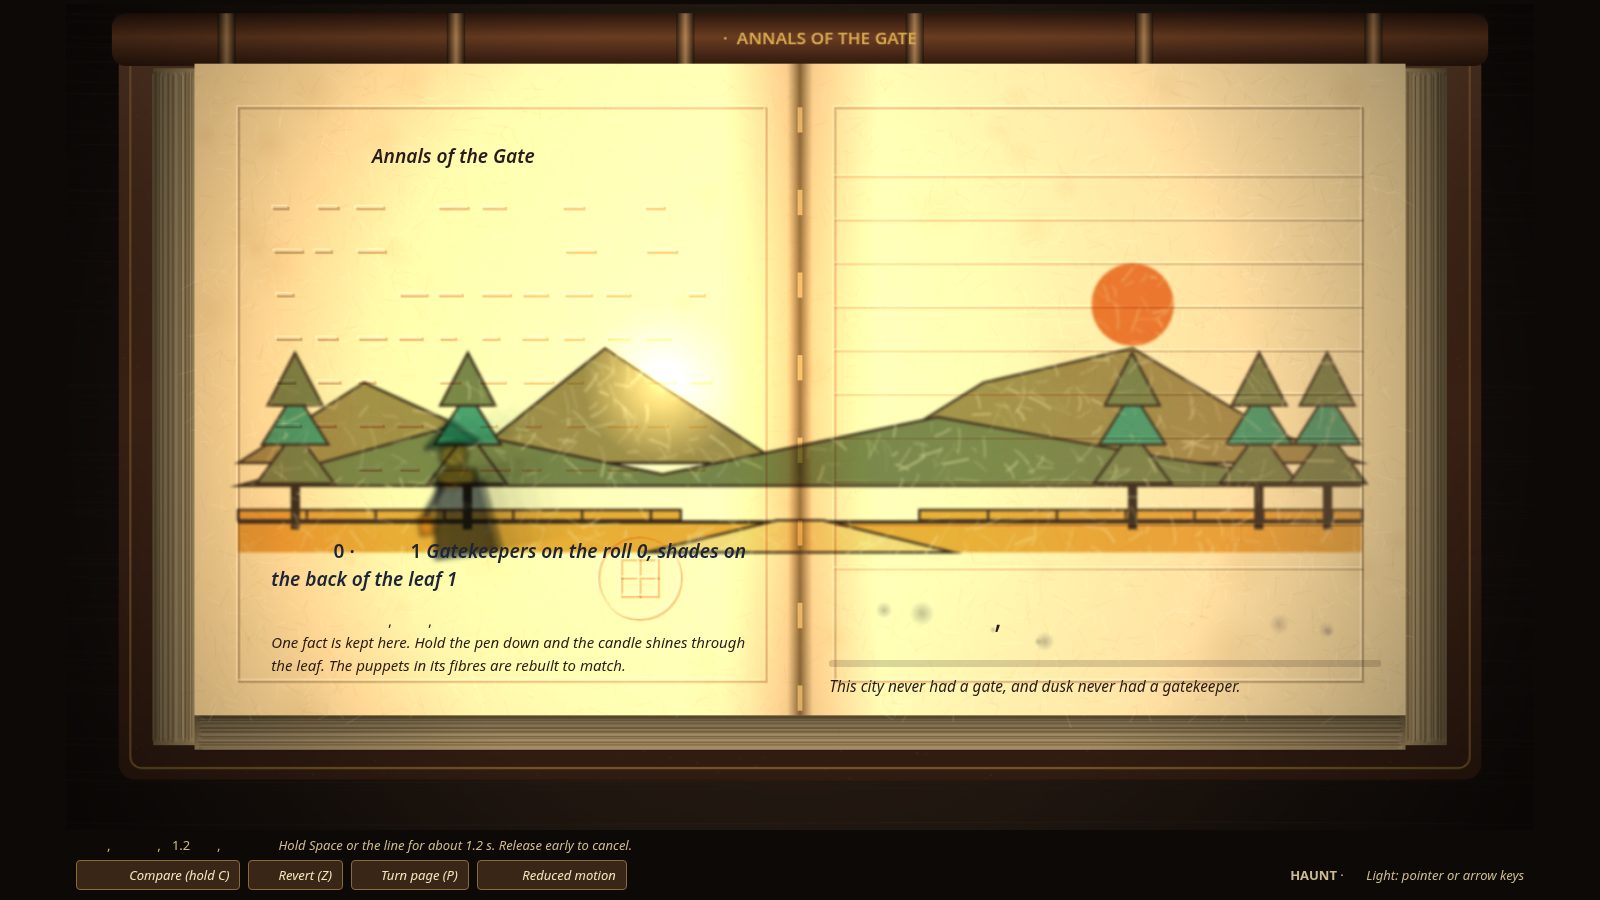 · ANNALS OF THE GATE
Annals of the Gate
0 · 1 Gatekeepers on the roll 0, shades on
the back of the leaf 1
, ,
One fact is kept here. Hold the pen down and the candle shines through
the leaf. The puppets in its fibres are rebuilt to match.
,
This city never had a gate, and dusk never had a gatekeeper.
, , 1.2 , Hold Space or the line for about 1.2 s. Release early to cancel.
Compare (hold C) Revert (Z) Turn page (P) Reduced motion
HAUNT · Light: pointer or arrow keys